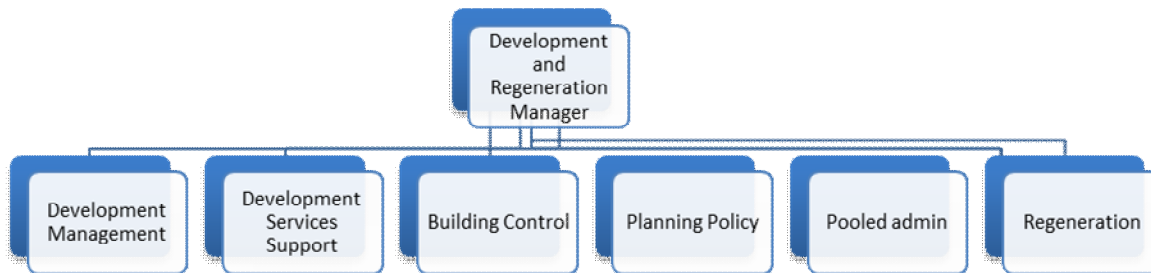 Development
and
Regeneration
Manager
Development
Management
Development
Services
Support
Building Control
Planning Policy
Pooled admin
Regeneration